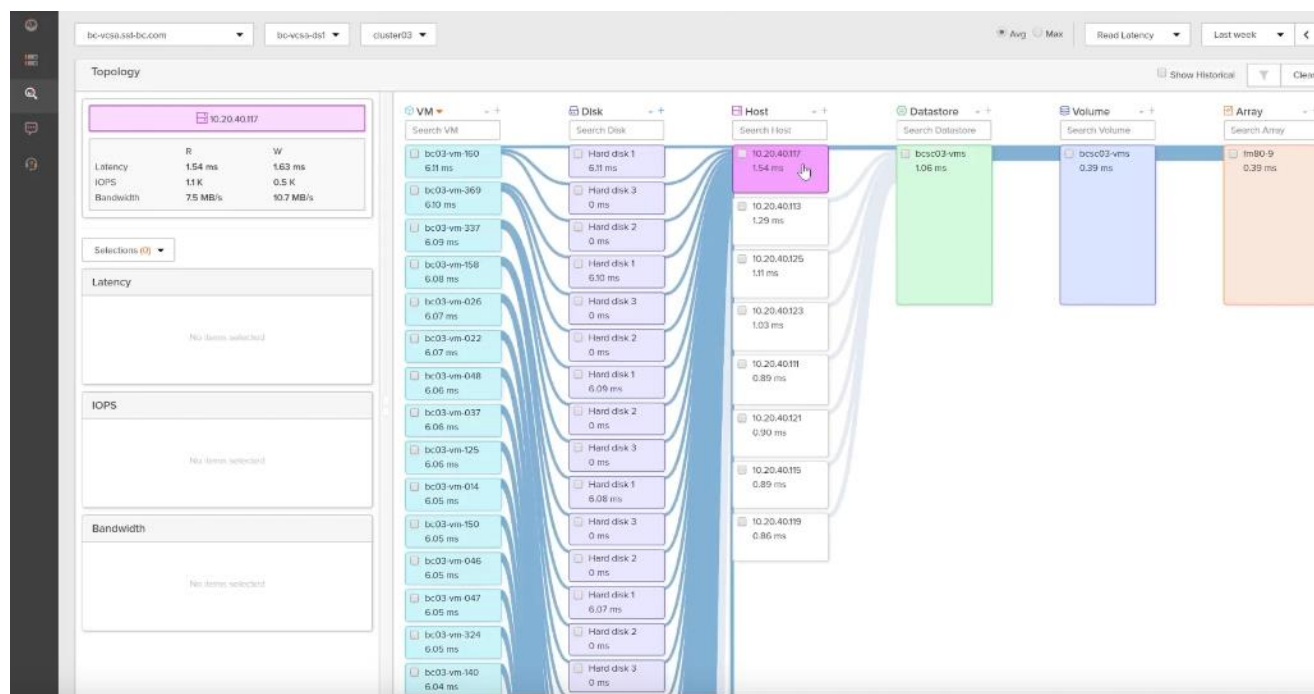 bc-vcsa.sst-bc.com
bc-vcsa-ds1
cluster03
Avg
Max
Read Latency
Last week
Topology
Show Historical
Clear
10.20.40.117
R W
Latency 1.54 ms 1.63 ms
IOPS 1.1 K 0.5 K
Bandwidth 7.5 MB/s 10.7 MB/s
Selections (0)
Latency
No items selected
IOPS
No items selected
Bandwidth
No items selected
VM
Search VM
bc03-vm-160
6.11 ms
bc03-vm-369
6.10 ms
bc03-vm-337
6.09 ms
bc03-vm-158
6.08 ms
bc03-vm-026
6.07 ms
bc03-vm-022
6.07 ms
bc03-vm-048
6.06 ms
bc03-vm-037
6.06 ms
bc03-vm-125
6.06 ms
bc03-vm-014
6.05 ms
bc03-vm-150
6.05 ms
bc03-vm-046
6.05 ms
bc03-vm-047
6.05 ms
bc03-vm-324
6.05 ms
bc03-vm-140
6.04 ms
Disk
Search Disk
Hard disk 1
6.11 ms
Hard disk 3
0 ms
Hard disk 2
0 ms
Hard disk 1
6.10 ms
Hard disk 3
0 ms
Hard disk 2
0 ms
Hard disk 1
6.09 ms
Hard disk 2
0 ms
Hard disk 3
0 ms
Hard disk 1
6.08 ms
Hard disk 3
0 ms
Hard disk 2
0 ms
Hard disk 1
6.07 ms
Hard disk 2
0 ms
Hard disk 3
0 ms
Host
Search Host
10.20.40.117
1.54 ms
10.20.40.113
1.29 ms
10.20.40.125
1.11 ms
10.20.40.123
1.03 ms
10.20.40.111
0.89 ms
10.20.40.121
0.90 ms
10.20.40.115
0.89 ms
10.20.40.119
0.86 ms
Datastore
Search Datastore
bcsc03-vms
1.06 ms
Volume
Search Volume
bcsc03-vms
0.39 ms
Array
Search Array
fm80-9
0.39 ms